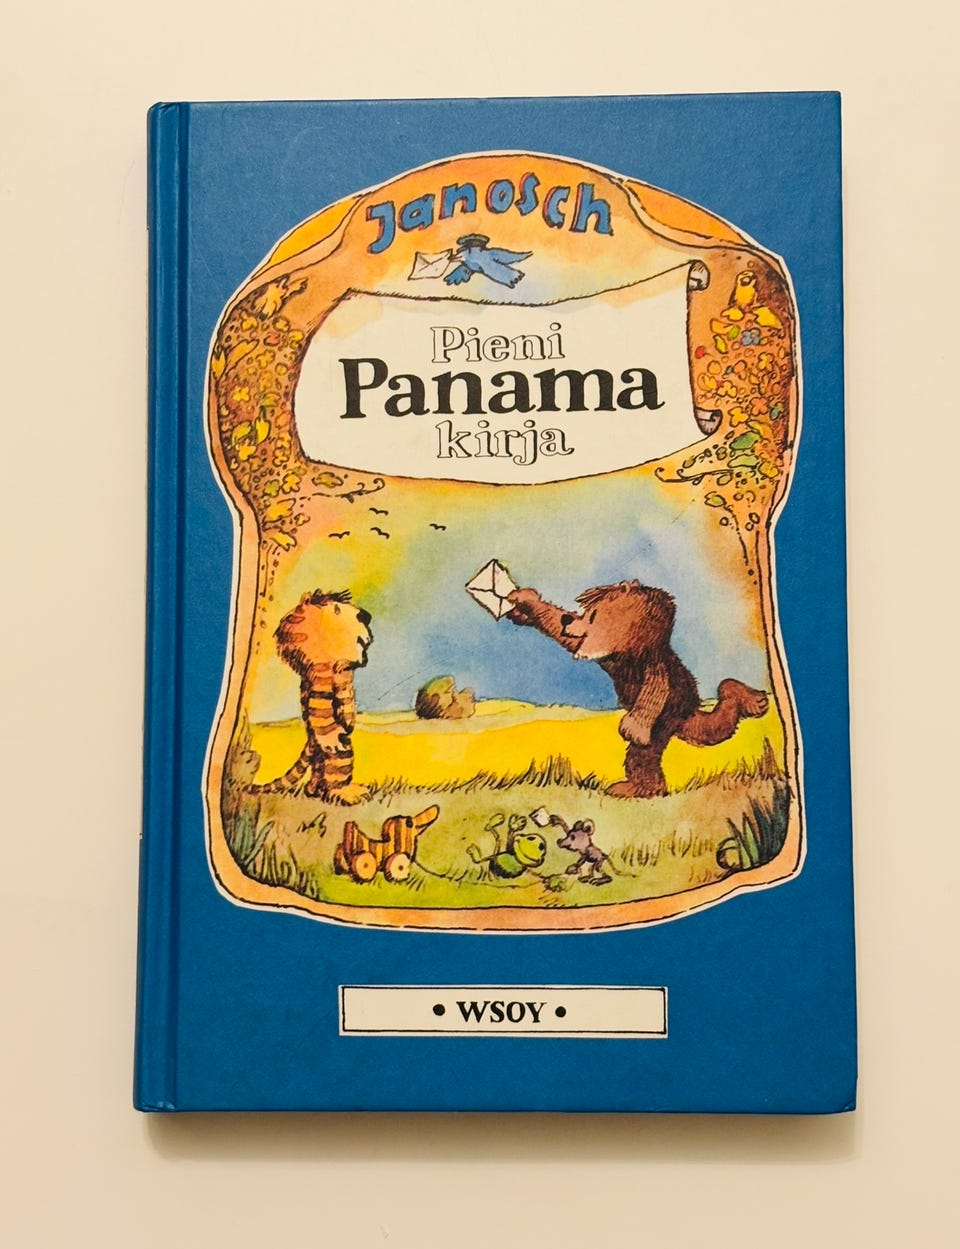 Janosch
Pieni
Panama
kirja
• WSOY •